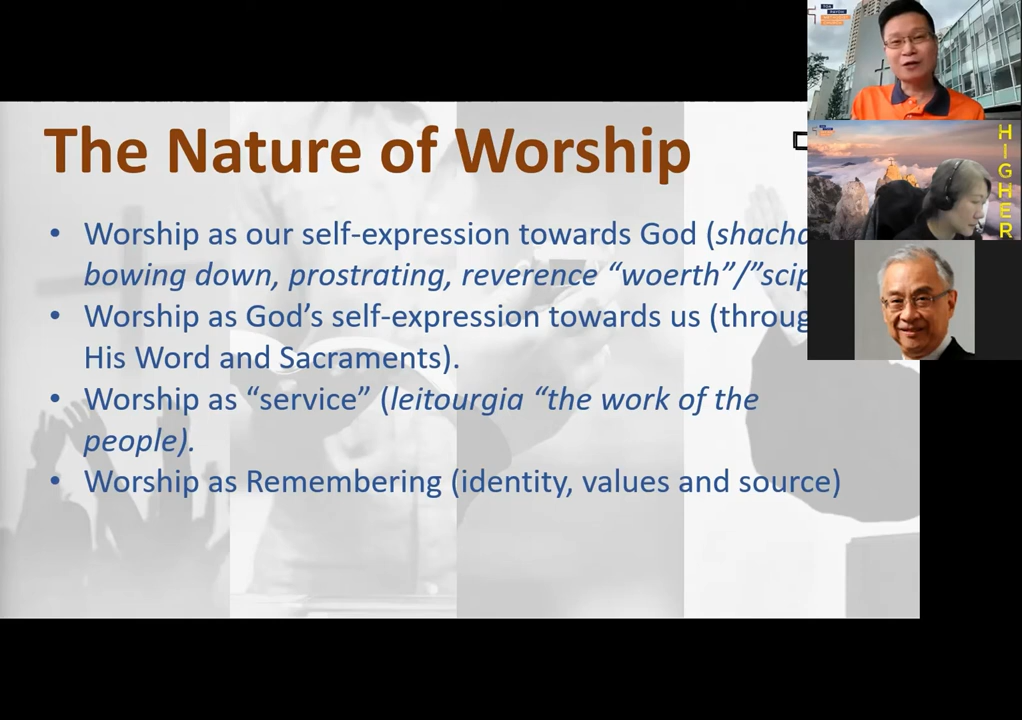 The Nature of Worship
• Worship as our self-expression towards God (
bowing down, prostrating, reverence “woerth”/”scip
• Worship as God’s self-expression towards us (throug
His Word and Sacraments).
• Worship as “service” (leitourgia “the work of the
people).
• Worship as Remembering (identity, values and source)
HIGHER